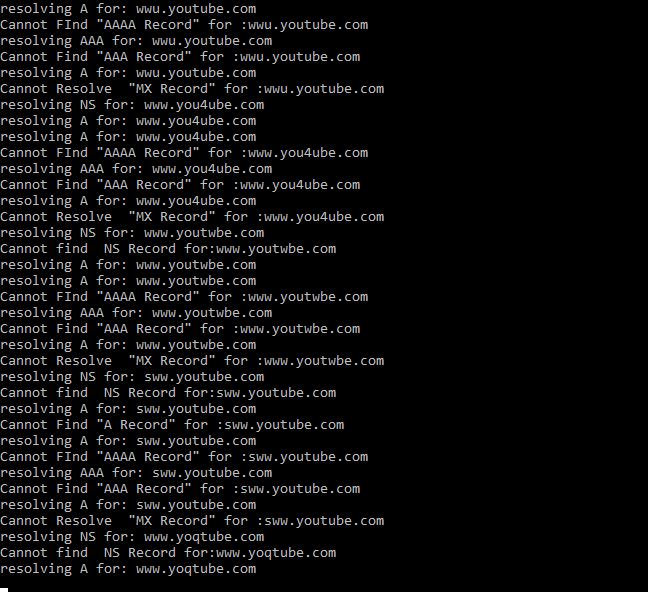 resolving A for: wwu.youtube.com
Cannot FInd "AAAA Record" for :wwu.youtube.com
resolving AAA for: wwu.youtube.com
Cannot Find "AAA Record" for :wwu.youtube.com
resolving A for: wwu.youtube.com
Cannot Resolve  "MX Record" for :wwu.youtube.com
resolving NS for: www.you4ube.com
resolving A for: www.you4ube.com
resolving A for: www.you4ube.com
Cannot FInd "AAAA Record" for :www.you4ube.com
resolving AAA for: www.you4ube.com
Cannot Find "AAA Record" for :www.you4ube.com
resolving A for: www.you4ube.com
Cannot Resolve  "MX Record" for :www.you4ube.com
resolving NS for: www.youtwbe.com
Cannot find  NS Record for:www.youtwbe.com
resolving A for: www.youtwbe.com
resolving A for: www.youtwbe.com
Cannot FInd "AAAA Record" for :www.youtwbe.com
resolving AAA for: www.youtwbe.com
Cannot Find "AAA Record" for :www.youtwbe.com
resolving A for: www.youtwbe.com
Cannot Resolve  "MX Record" for :www.youtwbe.com
resolving NS for: sww.youtube.com
Cannot find  NS Record for:sww.youtube.com
resolving A for: sww.youtube.com
Cannot Find "A Record" for :sww.youtube.com
resolving A for: sww.youtube.com
Cannot FInd "AAAA Record" for :sww.youtube.com
resolving AAA for: sww.youtube.com
Cannot Find "AAA Record" for :sww.youtube.com
resolving A for: sww.youtube.com
Cannot Resolve  "MX Record" for :sww.youtube.com
resolving NS for: www.yoqtube.com
Cannot find  NS Record for:www.yoqtube.com
resolving A for: www.yoqtube.com